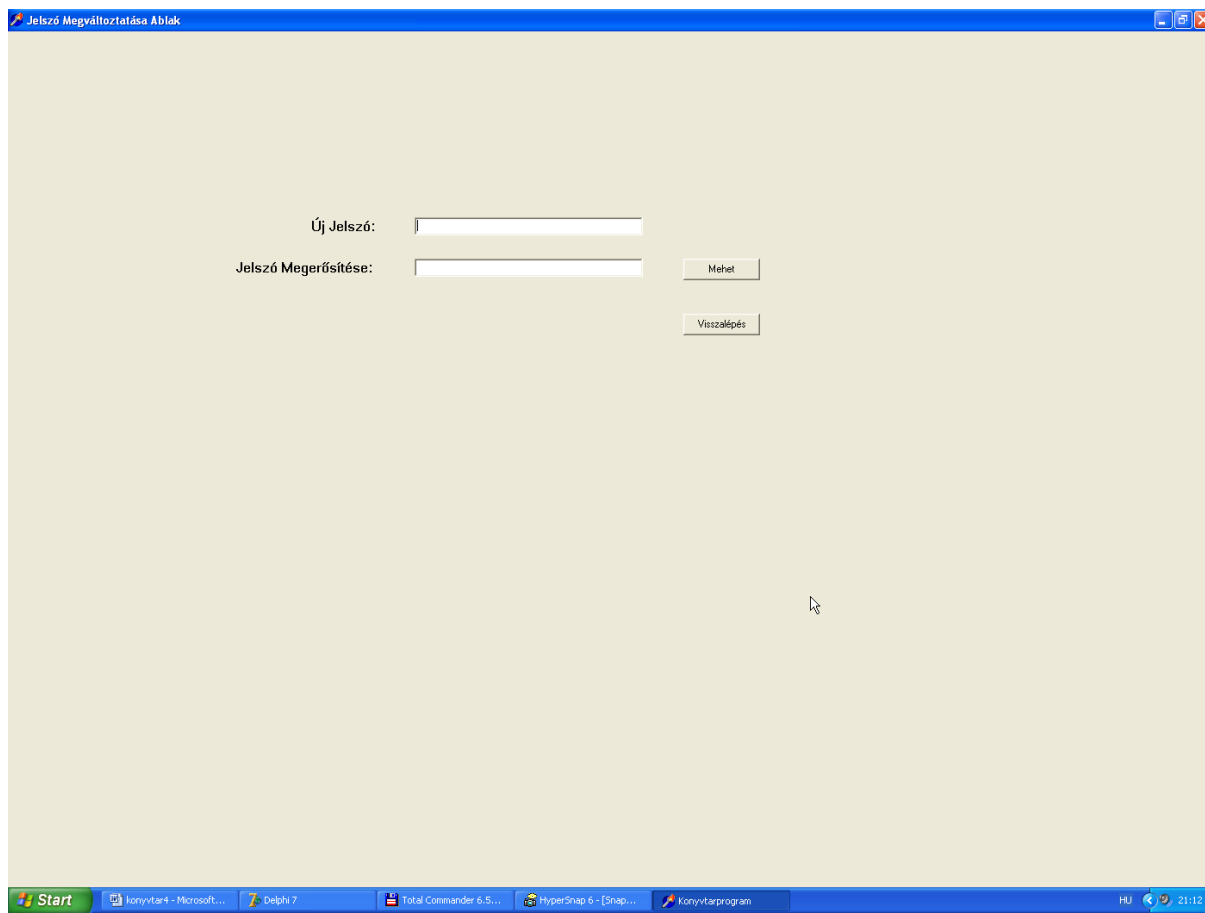 Jelszó Megváltoztatása Ablak
Új Jelszó:
Jelszó Megerősítése:
Mehet
Visszalépés
Start
konyvtar4 - Microsoft...
Delphi 7
Total Commander 6.5...
HyperSnap 6 - [Snap...
Konyvtarprogram
HU
21:12